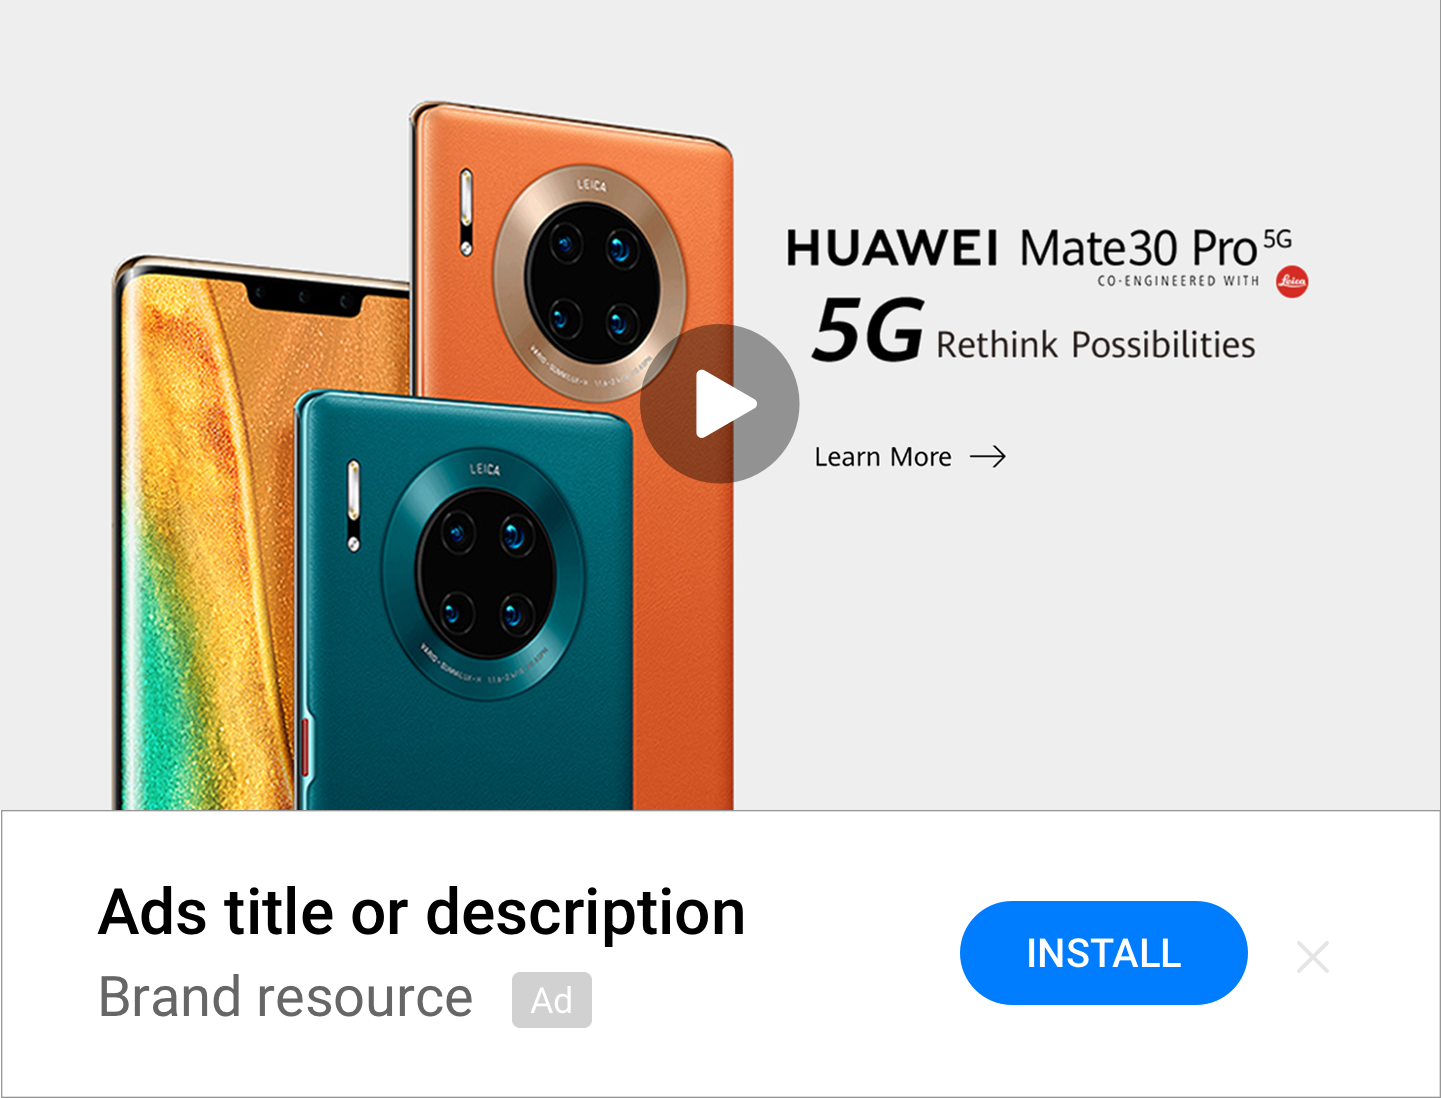 LEICA
HUAWEI Mate30 Pro 5G
CO-ENGINEERED WITH Leica
5G Rethink Possibilities
Learn More
LEICA
Ads title or description
Brand resource Ad
INSTALL